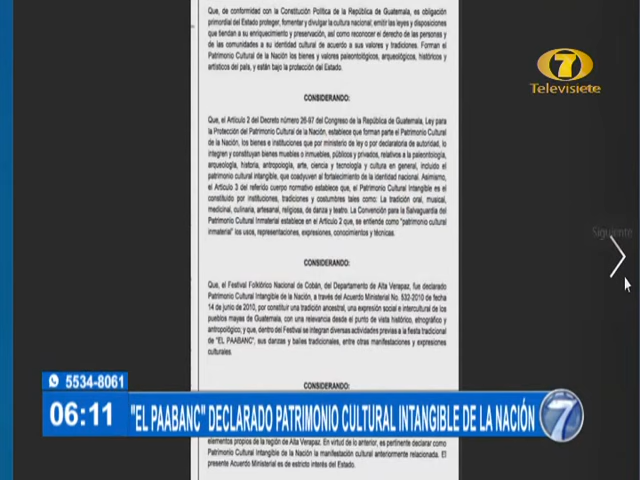 Que, de conformidad con la Constitución Política de la República de Guatemala, es obligación
primordial del Estado proteger, fomentar y divulgar la cultura nacional, emitir las leyes y disposiciones
que tiendan a su enriquecimiento y preservación, así como reconocer el derecho de las personas y
de las comunidades a su identidad cultural de acuerdo a sus valores y tradiciones. Forman el
Patrimonio Cultural de la Nación los bienes y valores paleontológicos, arqueológicos, históricos y
artísticos del país, y están bajo la protección del Estado.
CONSIDERANDO:
Que, el Artículo 2 del Decreto número 26-97 del Congreso de la República de Guatemala, Ley para
la Protección del Patrimonio Cultural de la Nación, establece que forman parte el Patrimonio Cultural
de la Nación, los bienes e instituciones que por ministerio de ley o por declaratoria de autoridad, lo
integren y constituyan bienes muebles o inmuebles, públicos y privados, relativos a la paleontología,
arqueología, historia, antropología, arte, ciencia y tecnología y cultura en general, incluido el
patrimonio cultural intangible, que coadyuven al fortalecimiento de la identidad nacional. Asimismo,
el Artículo 3 del referido cuerpo normativo establece que, el Patrimonio Cultural Intangible es el
constituido por instituciones, tradiciones y costumbres tales como: La tradición oral, musical,
medicinal, culinaria, artesanal, religiosa, de danza y teatro. La Convención para la Salvaguardia del
Patrimonio Cultural Inmaterial establece en el Artículo 2 que, se entiende como "patrimonio cultural
inmaterial" los usos, representaciones, expresiones, conocimientos y técnicas.
CONSIDERANDO:
Que, el Festival Folklórico Nacional de Cobán, del Departamento de Alta Verapaz, fue declarado
Patrimonio Cultural Intangible de la Nación, a través del Acuerdo Ministerial No. 532-2010 de fecha
14 de junio de 2010, por constituir una tradición ancestral, una expresión social e intercultural de los
pueblos mayas de Guatemala, con una relevancia desde el punto de vista histórico, etnográfico y
antropológico, y que, dentro del Festival se integran diversas actividades previas a la fiesta tradicional
de "EL PAABANC", sus danzas y bailes tradicionales, entre otras manifestaciones y expresiones
culturales.
CONSIDERANDO:
elementos propios de la región de Alta Verapaz. En virtud de lo anterior, es pertinente declarar como
Patrimonio Cultural Intangible de la Nación la manifestación cultural anteriormente relacionada. El
presente Acuerdo Ministerial es de estricto interés del Estado.
7
Televisiete
Siguiente
5534-8061
06:11
"EL PAABANC" DECLARADO PATRIMONIO CULTURAL INTANGIBLE DE LA NACIÓN
7